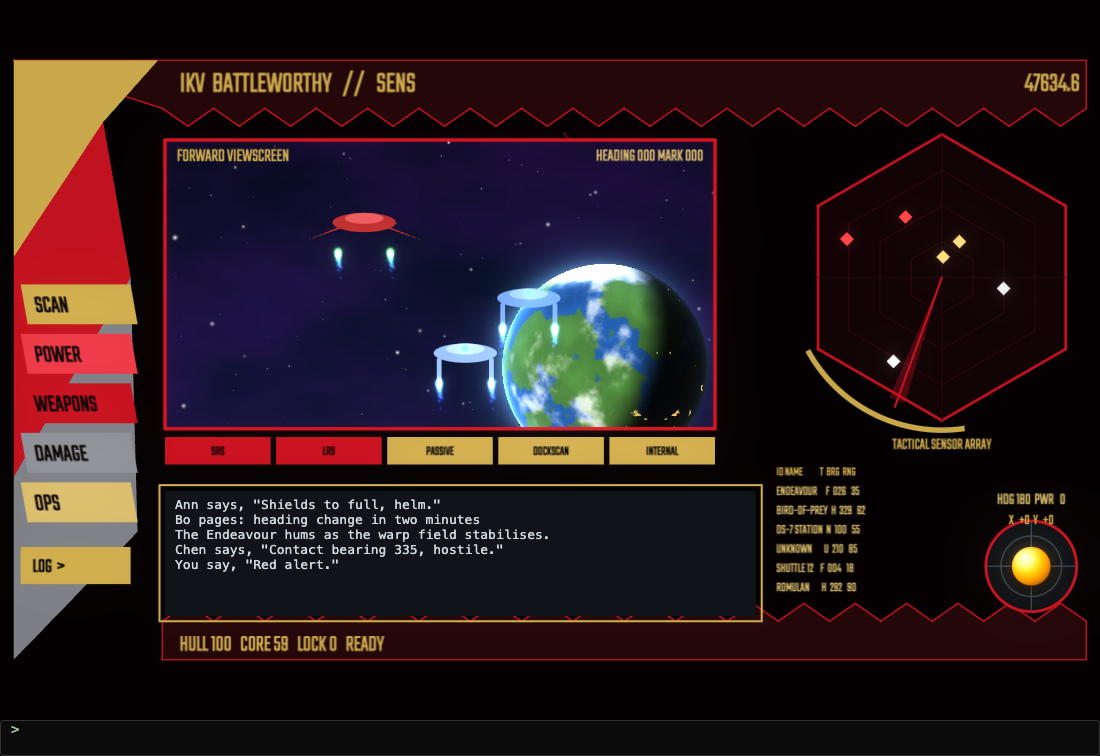 IKV BATTLEWORTHY // SENS
47634.6
FORWARD VIEWSCREEN
HEADING 000 MARK 000
SCAN
POWER
WEAPONS
DAMAGE
OPS
LOG >
SRS
LRS
PASSIVE
DOCKSCAN
INTERNAL
TACTICAL SENSOR ARRAY
ID NAME T BRG RNG
ENDEAVOUR F 026 35
BIRD-OF-PREY H 329 62
DS-7 STATION N 100 55
UNKNOWN U 210 85
SHUTTLE 12 F 004 18
ROMULAN H 292 90
HDG 180 PWR 0
X +0 Y +0
Ann says, "Shields to full, helm."
Bo pages: heading change in two minutes
The Endeavour hums as the warp field stabilises.
Chen says, "Contact bearing 335, hostile."
You say, "Red alert."
HULL 100 CORE 59 LOCK 0 READY
>